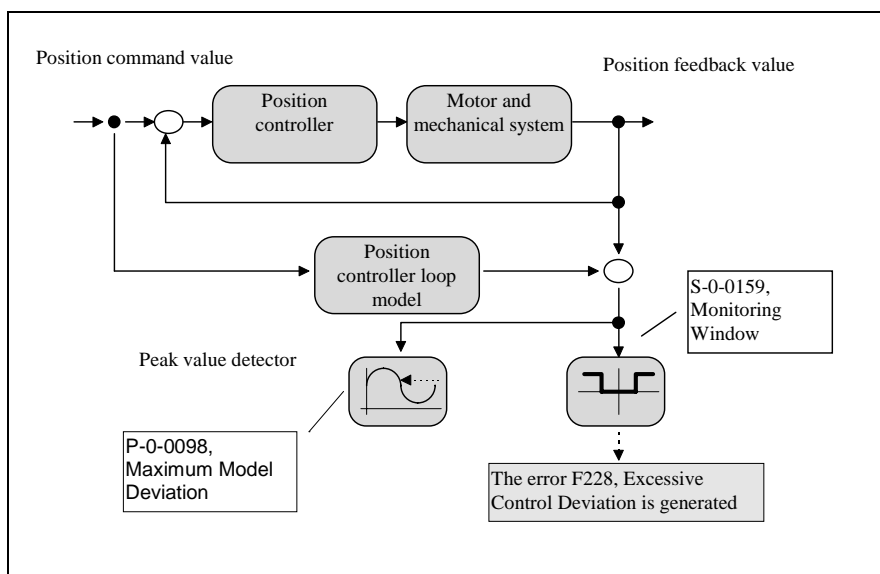 Position command value
Position feedback value
Position
controller
Motor and
mechanical system
Position
controller loop
model
S-0-0159,
Monitoring
Window
Peak value detector
P-0-0098,
Maximum Model
Deviation
The error F228, Excessive
Control Deviation is generated